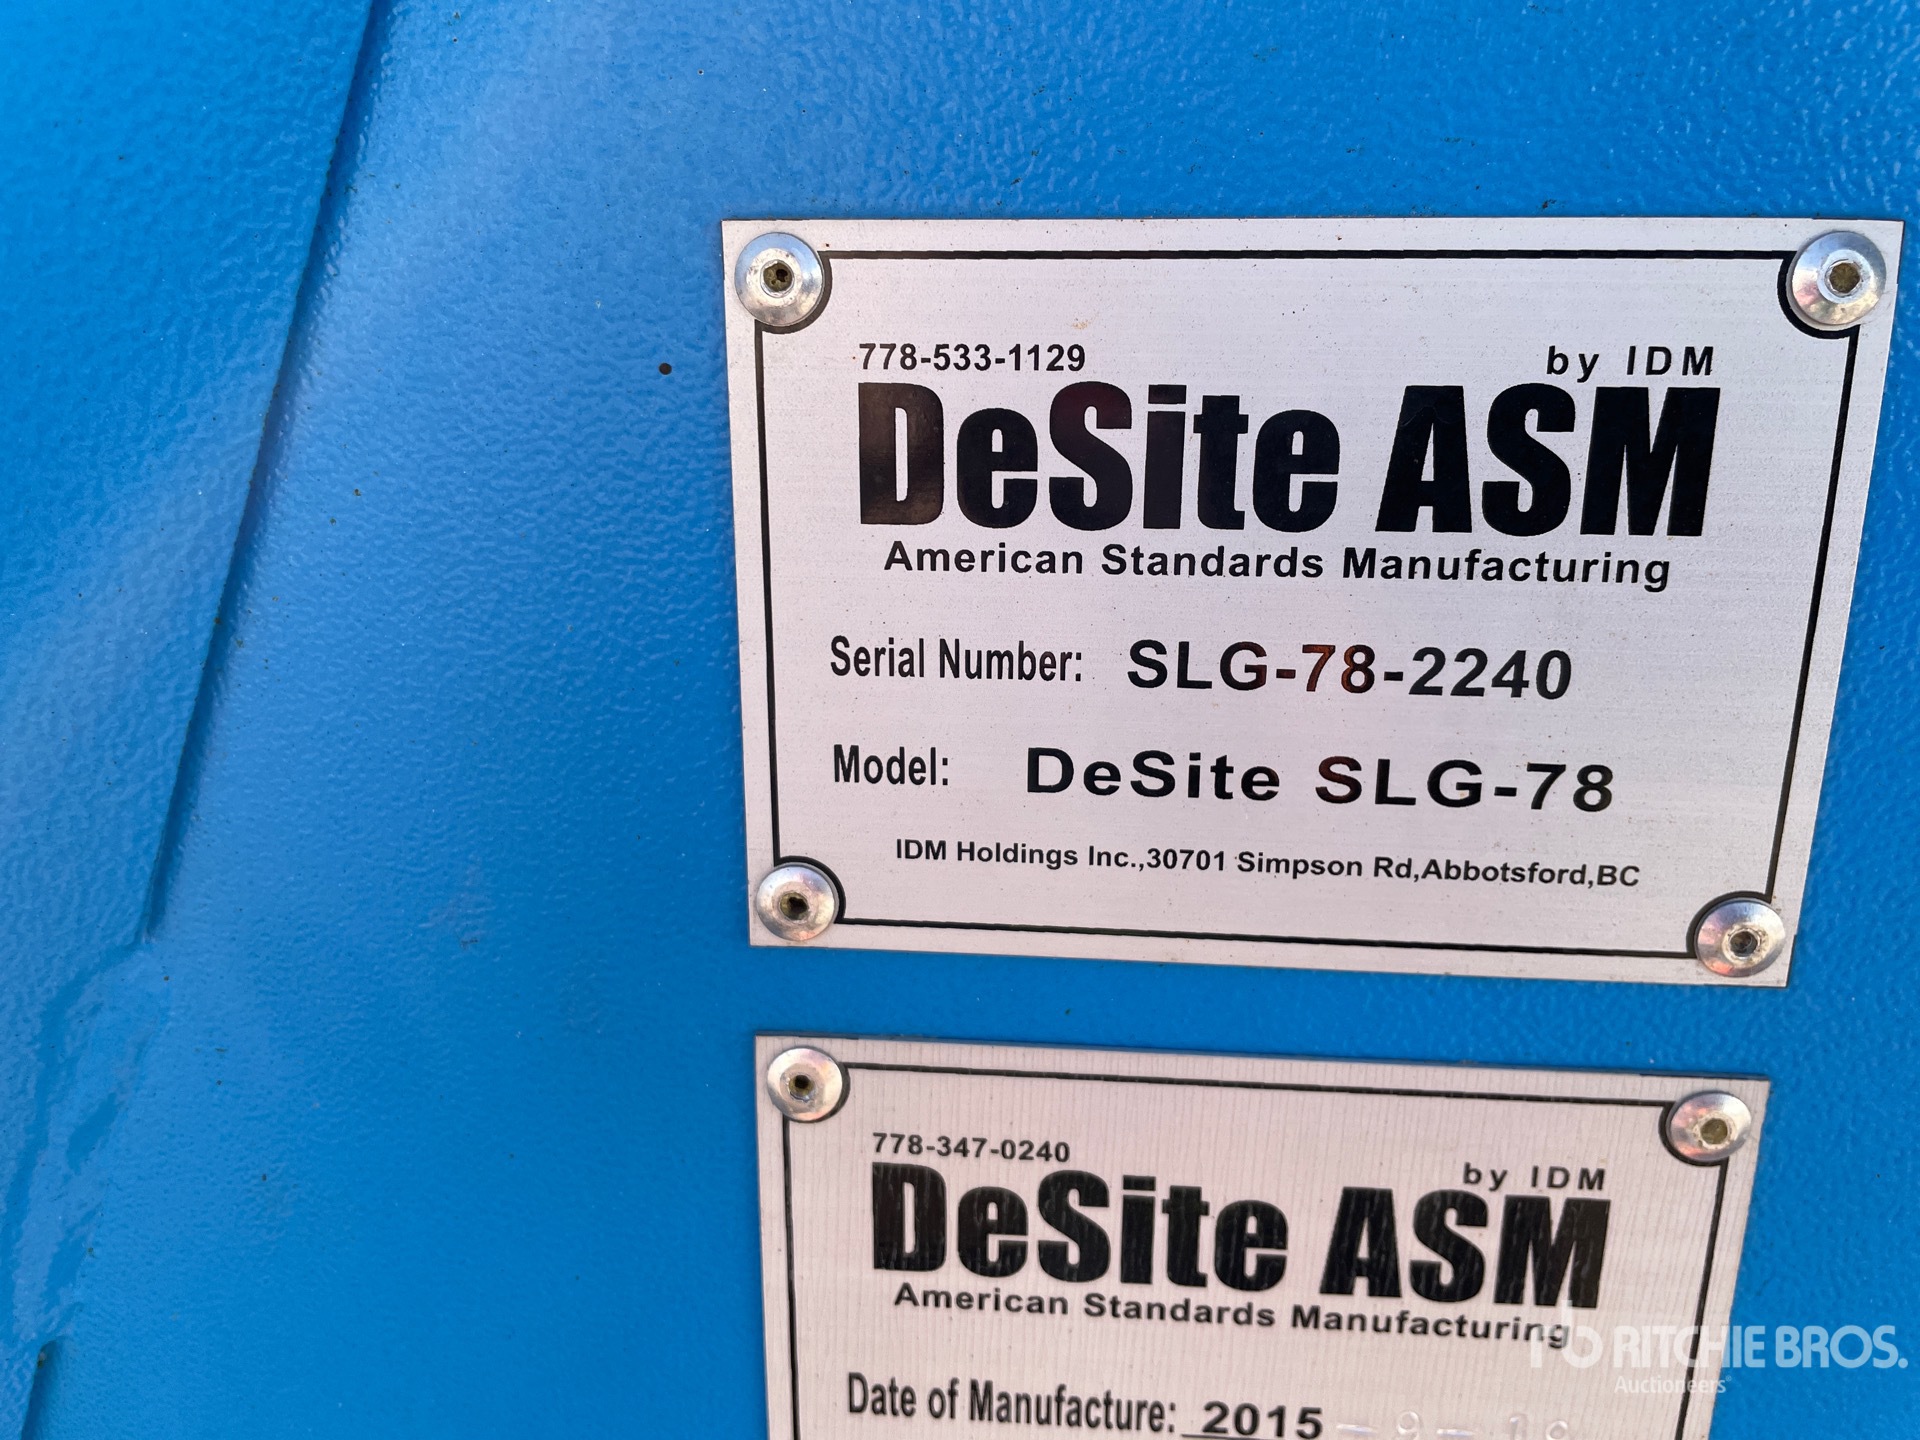 778-533-1129 by IDM
DeSite ASM
American Standards Manufacturing
Serial Number: SLG-78-2240
Model: DeSite SLG-78
IDM Holdings Inc.,30701 Simpson Rd,Abbotsford,BC
778-347-0240 by IDM
DeSite ASM
American Standards Manufacturing
Date of Manufacture: 2015
rb RITCHIE BROS.
Auctioneers